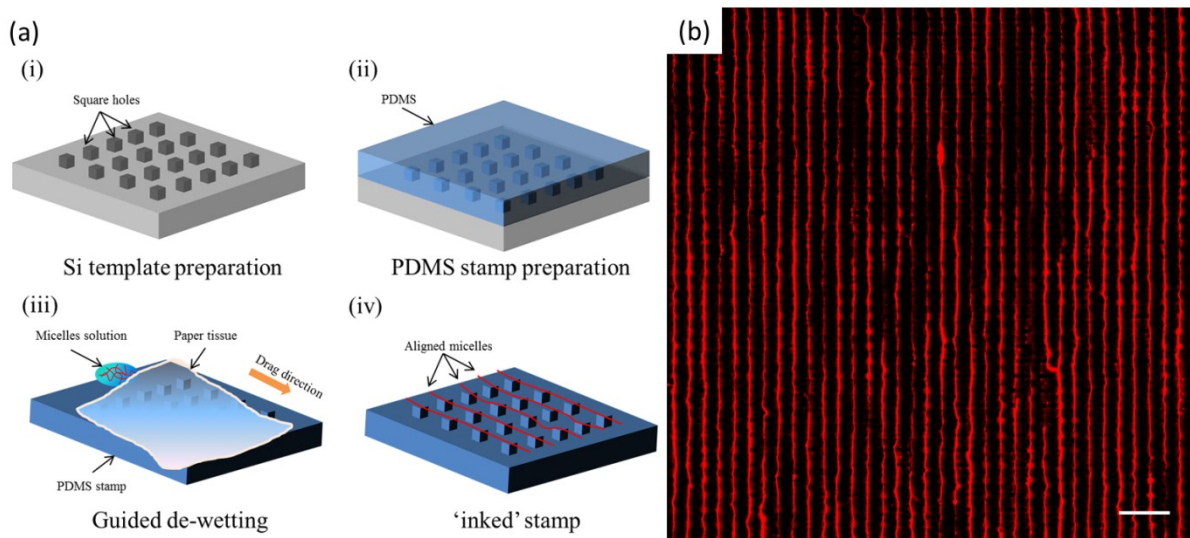 (a)
(i)
Square holes
Si template preparation
(ii)
PDMS
PDMS stamp preparation
(iii)
Micelles solution
Paper tissue
Drag direction
PDMS stamp
Guided de-wetting
(iv)
Aligned micelles
‘inked’ stamp
(b)